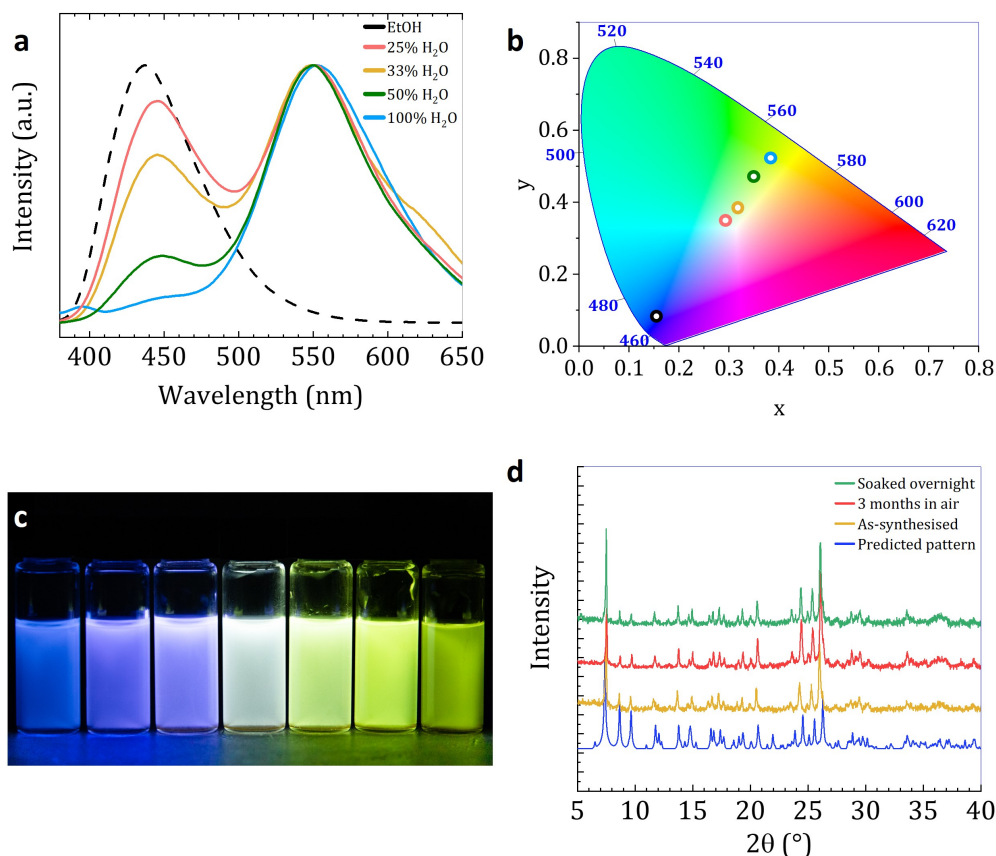 a
EtOH
25% H₂O
33% H₂O
50% H₂O
100% H₂O
Intensity (a.u.)
400 450 500 550 600 650
Wavelength (nm)
b
520
540
560
500
580
600
620
480
460
0.8
0.6
0.4
0.2
0.0
y
0.0 0.1 0.2 0.3 0.4 0.5 0.6 0.7 0.8
x
c
d
Soaked overnight
3 months in air
As-synthesised
Predicted pattern
Intensity
5 10 15 20 25 30 35 40
2θ (°)